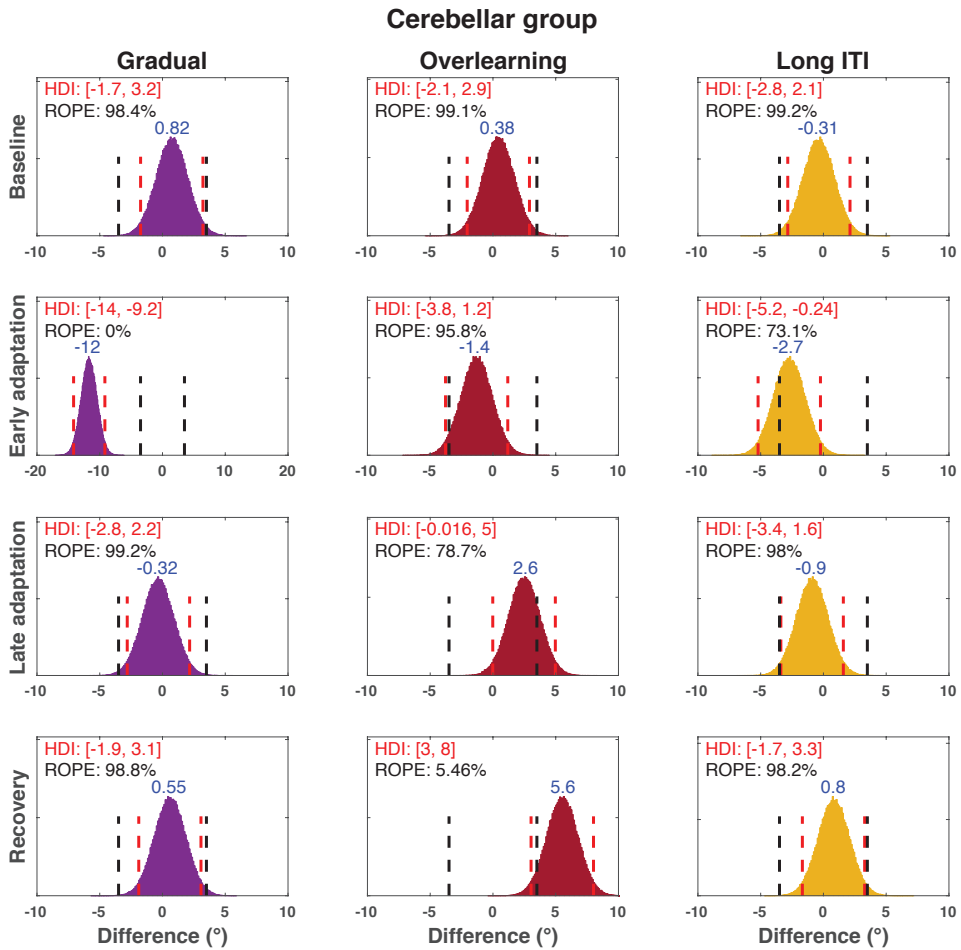 Cerebellar group
Gradual
Overlearning
Long ITI
Baseline
HDI: [-1.7, 3.2]
ROPE: 98.4%
0.82
-10 -5 0 5 10
HDI: [-2.1, 2.9]
ROPE: 99.1%
0.38
-10 -5 0 5 10
HDI: [-2.8, 2.1]
ROPE: 99.2%
-0.31
-10 -5 0 5 10
Early adaptation
HDI: [-14, -9.2]
ROPE: 0%
-12
-20 -10 0 10 20
HDI: [-3.8, 1.2]
ROPE: 95.8%
-1.4
-10 -5 0 5 10
HDI: [-5.2, -0.24]
ROPE: 73.1%
-2.7
-10 -5 0 5 10
Late adaptation
HDI: [-2.8, 2.2]
ROPE: 99.2%
-0.32
-10 -5 0 5 10
HDI: [-0.016, 5]
ROPE: 78.7%
2.6
-10 -5 0 5 10
HDI: [-3.4, 1.6]
ROPE: 98%
-0.9
-10 -5 0 5 10
Recovery
HDI: [-1.9, 3.1]
ROPE: 98.8%
0.55
-10 -5 0 5 10
Difference (°)
HDI: [3, 8]
ROPE: 5.46%
5.6
-10 -5 0 5 10
Difference (°)
HDI: [-1.7, 3.3]
ROPE: 98.2%
0.8
-10 -5 0 5 10
Difference (°)